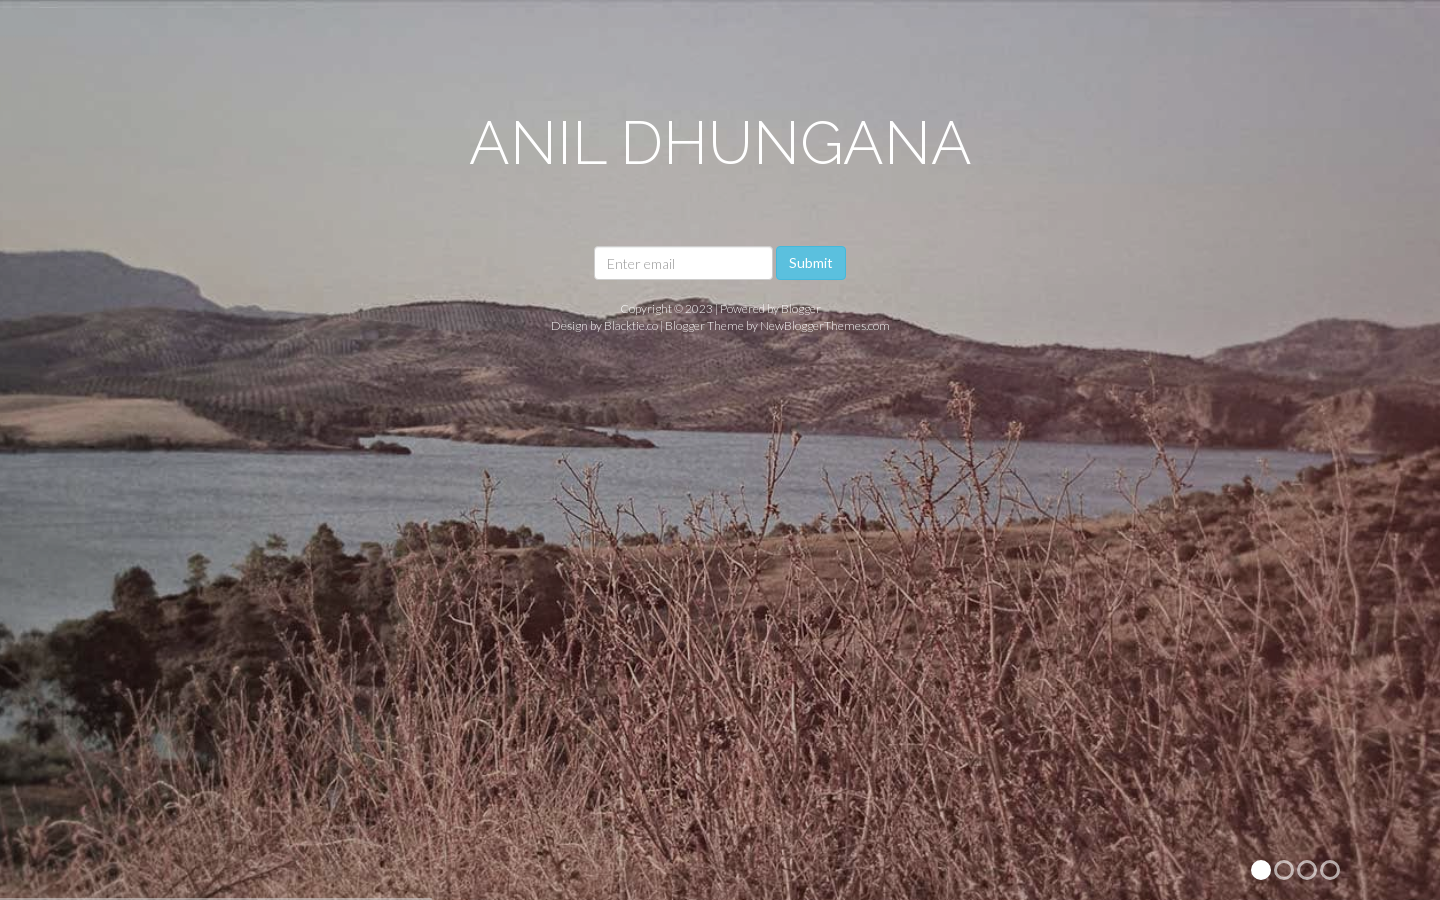 ANIL DHUNGANA
Enter email
Submit
Copyright © 2023 | Powered by Blogger
Design by Blacktie.co | Blogger Theme by NewBloggerThemes.com